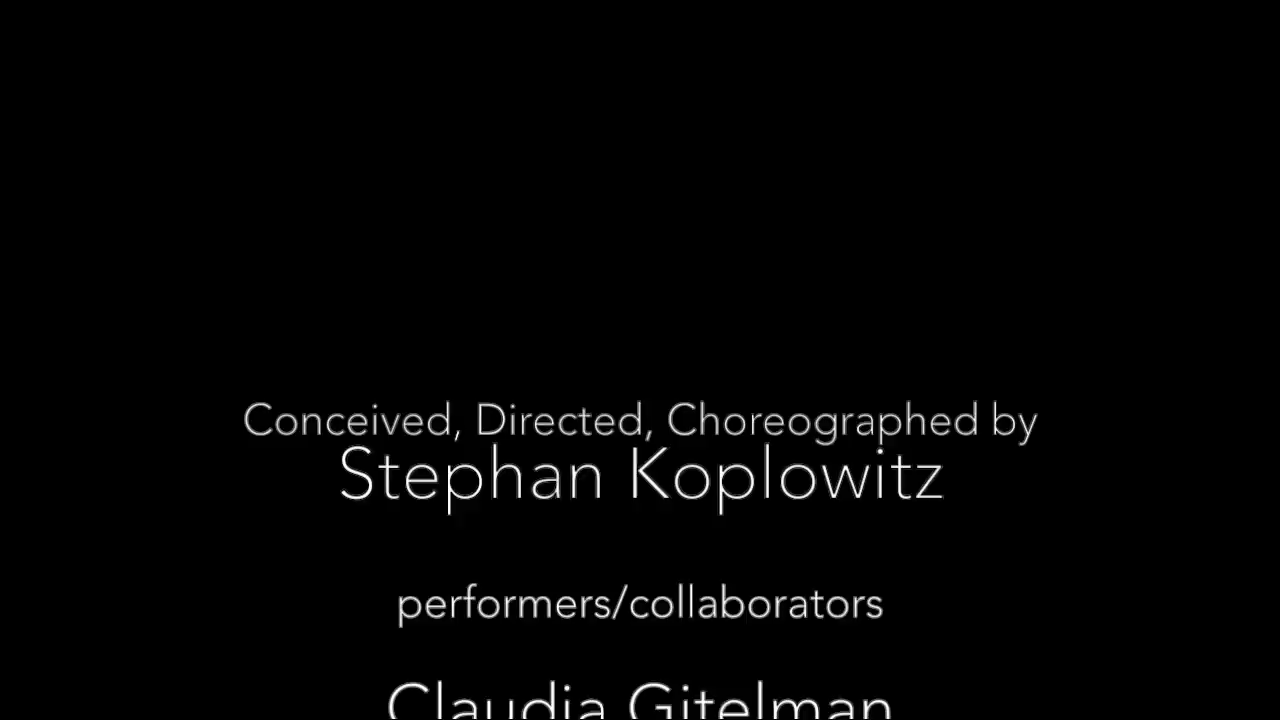 Conceived, Directed, Choreographed by
Stephan Koplowitz
performers/collaborators
Claudia Gitelman